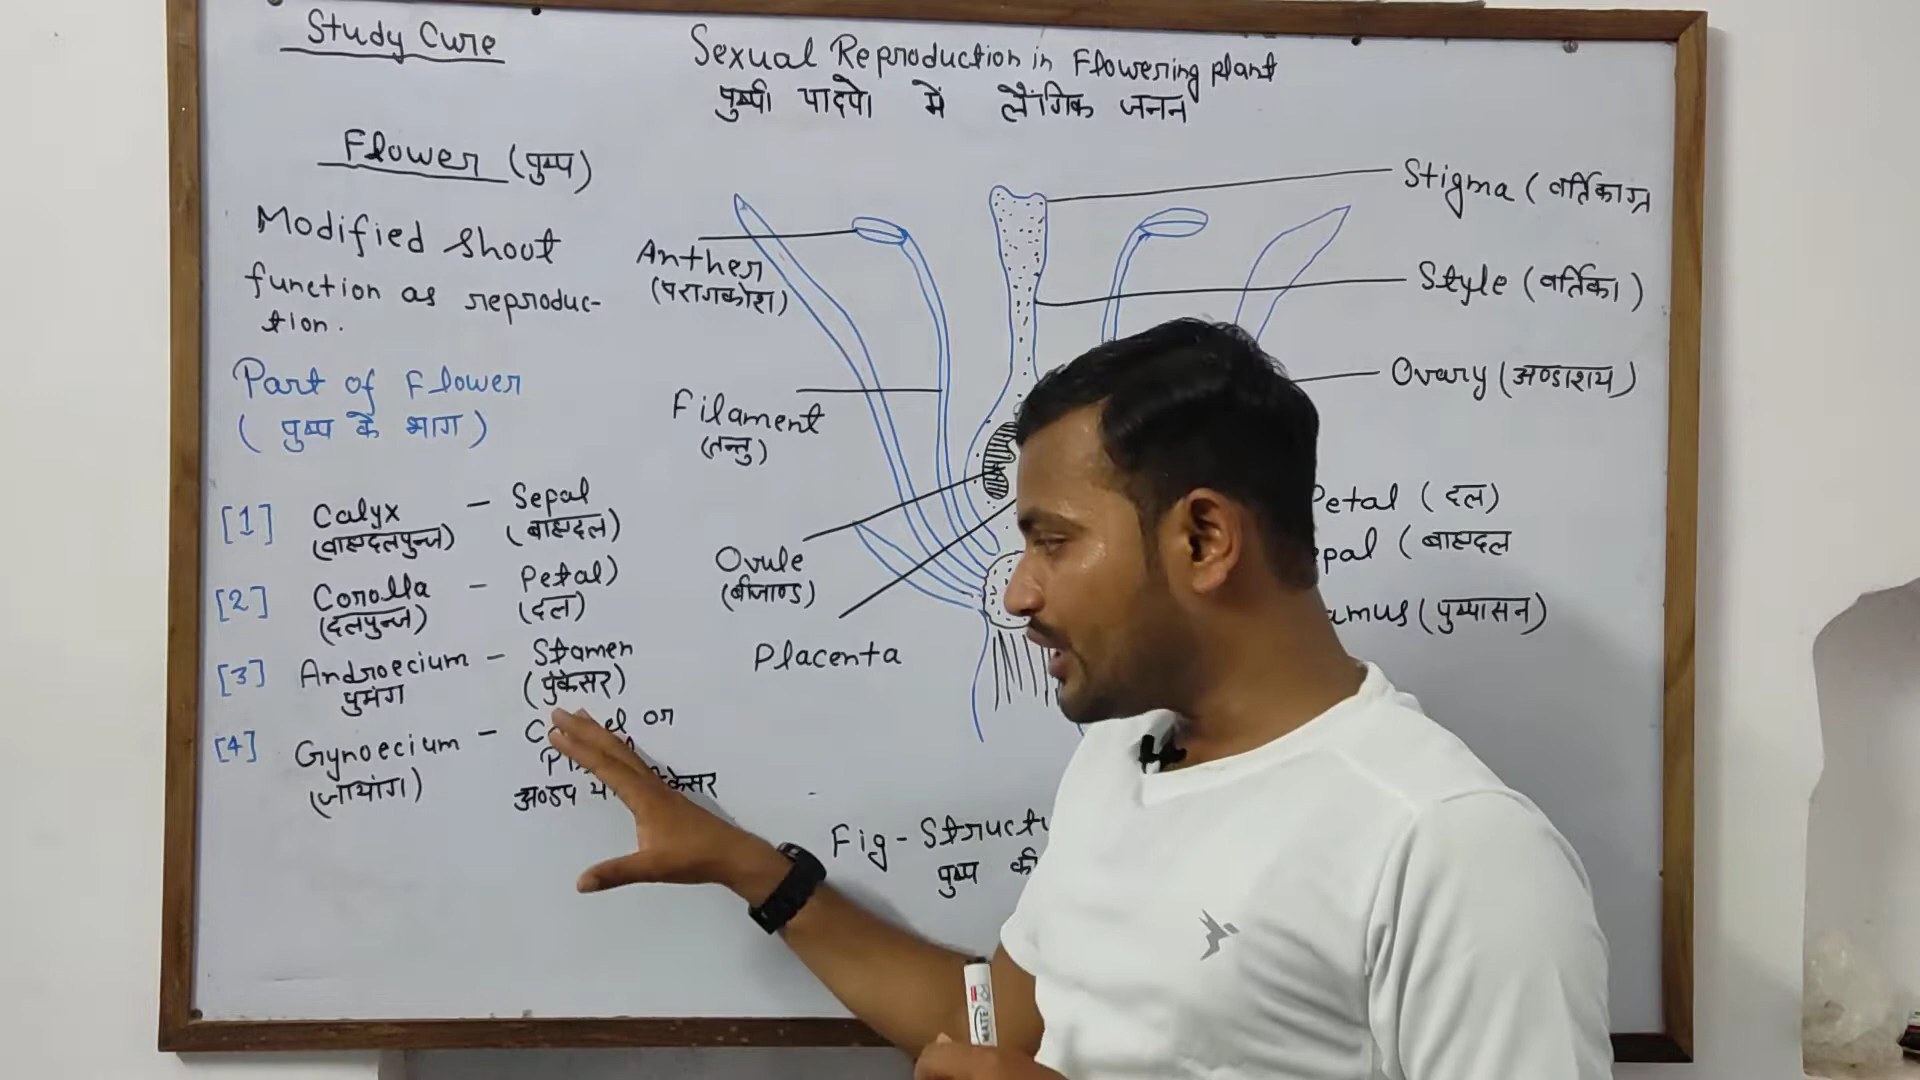 Study Cure
Sexual Reproduction in Flowering plant
पुष्पी पादपों में लैंगिक जनन
Flower (पुष्प)
Modified shoot
function as reproduc-
tion.
Part of Flower
(पुष्प के भाग)
[1] Calyx - Sepal
(बाह्यदलपुन्ज) (बाह्यदल)
[2] Corolla - Petal)
(दलपुन्ज) (दल)
[3] Androecium - Stamen
पुमंग (पुंकेसर)
[4] Gynoecium - or
(जायांग)
अण्डप
Anther
(परागकोश)
Filament
(तन्तु)
Ovule
(बीजाण्ड)
Placenta
Stigma (वर्तिकाग्र
Style (वर्तिका)
Ovary (अण्डाशय)
Petal (दल)
pal (बाह्यदल
amus (पुष्पासन)
Fig - Structu
पुष्प की
MATE